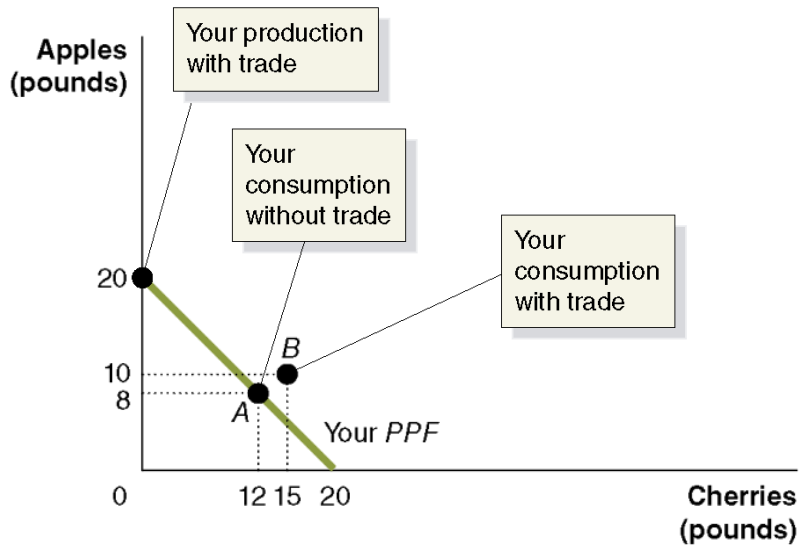 Apples
(pounds)
Your production
with trade
Your
consumption
without trade
Your
consumption
with trade
20
10
8
B
A
Your PPF
0
12 15 20
Cherries
(pounds)